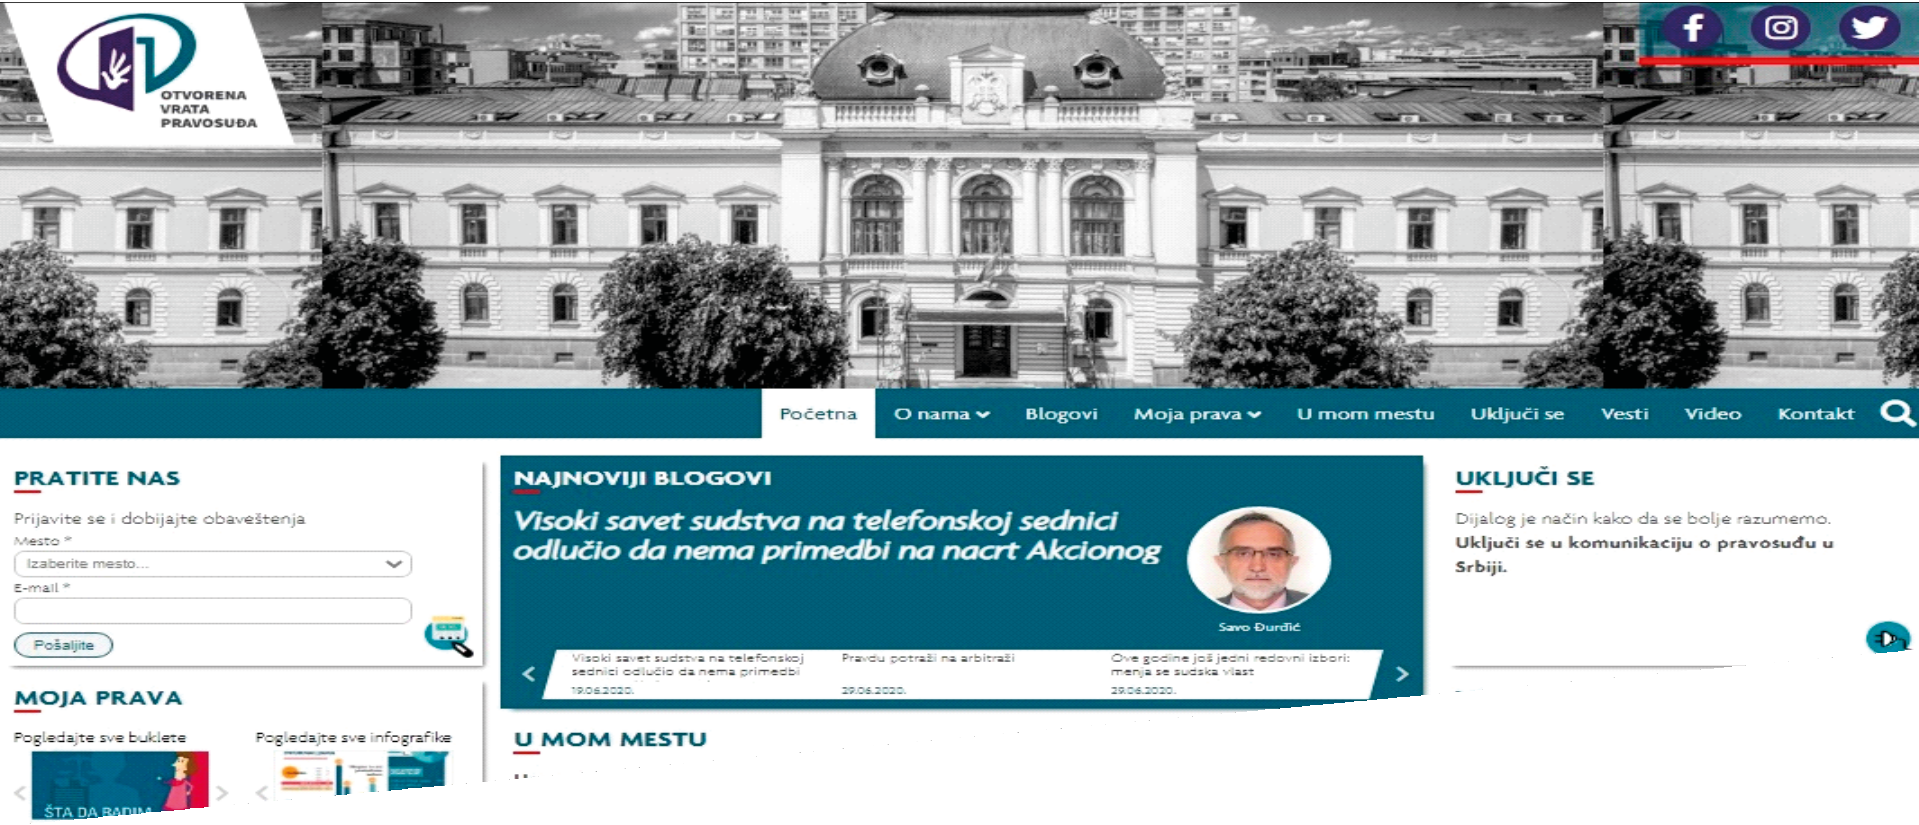 OTVORENA
VRATA
PRAVOSUĐA
Početna
O nama
Blogovi
Moja prava
U mom mestu
Uključi se
Vesti
Video
Kontakt
PRATITE NAS
Prijavite se i dobijajte obaveštenja
Mesto *
Izaberite mesto...
E-mail *
Pošaljite
MOJA PRAVA
Pogledajte sve buklete
Pogledajte sve infografike
ŠTA DA RADIM
NAJNOVIJI BLOGOVI
Visoki savet sudstva na telefonskoj sednici
odlučio da nema primedbi na nacrt Akcionog
Savo Đurđić
Visoki savet sudstva na telefonskoj
sednici odlučio da nema primedbi
19.06.2020.
Pravdu potraži na arbitraži
29.06.2020.
Ove godine još jedni redovni izbori:
menja se sudska vlast
29.06.2020.
U MOM MESTU
UKLJUČI SE
Dijalog je način kako da se bolje razumemo.
Uključi se u komunikaciju o pravosuđu u
Srbiji.